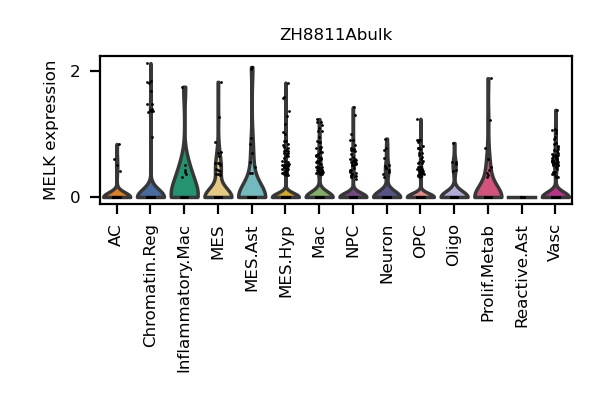 ZH8811Abulk
MELK expression
2
0
AC
Chromatin.Reg
Inflammatory.Mac
MES
MES.Ast
MES.Hyp
Mac
NPC
Neuron
OPC
Oligo
Prolif.Metab
Reactive.Ast
Vasc